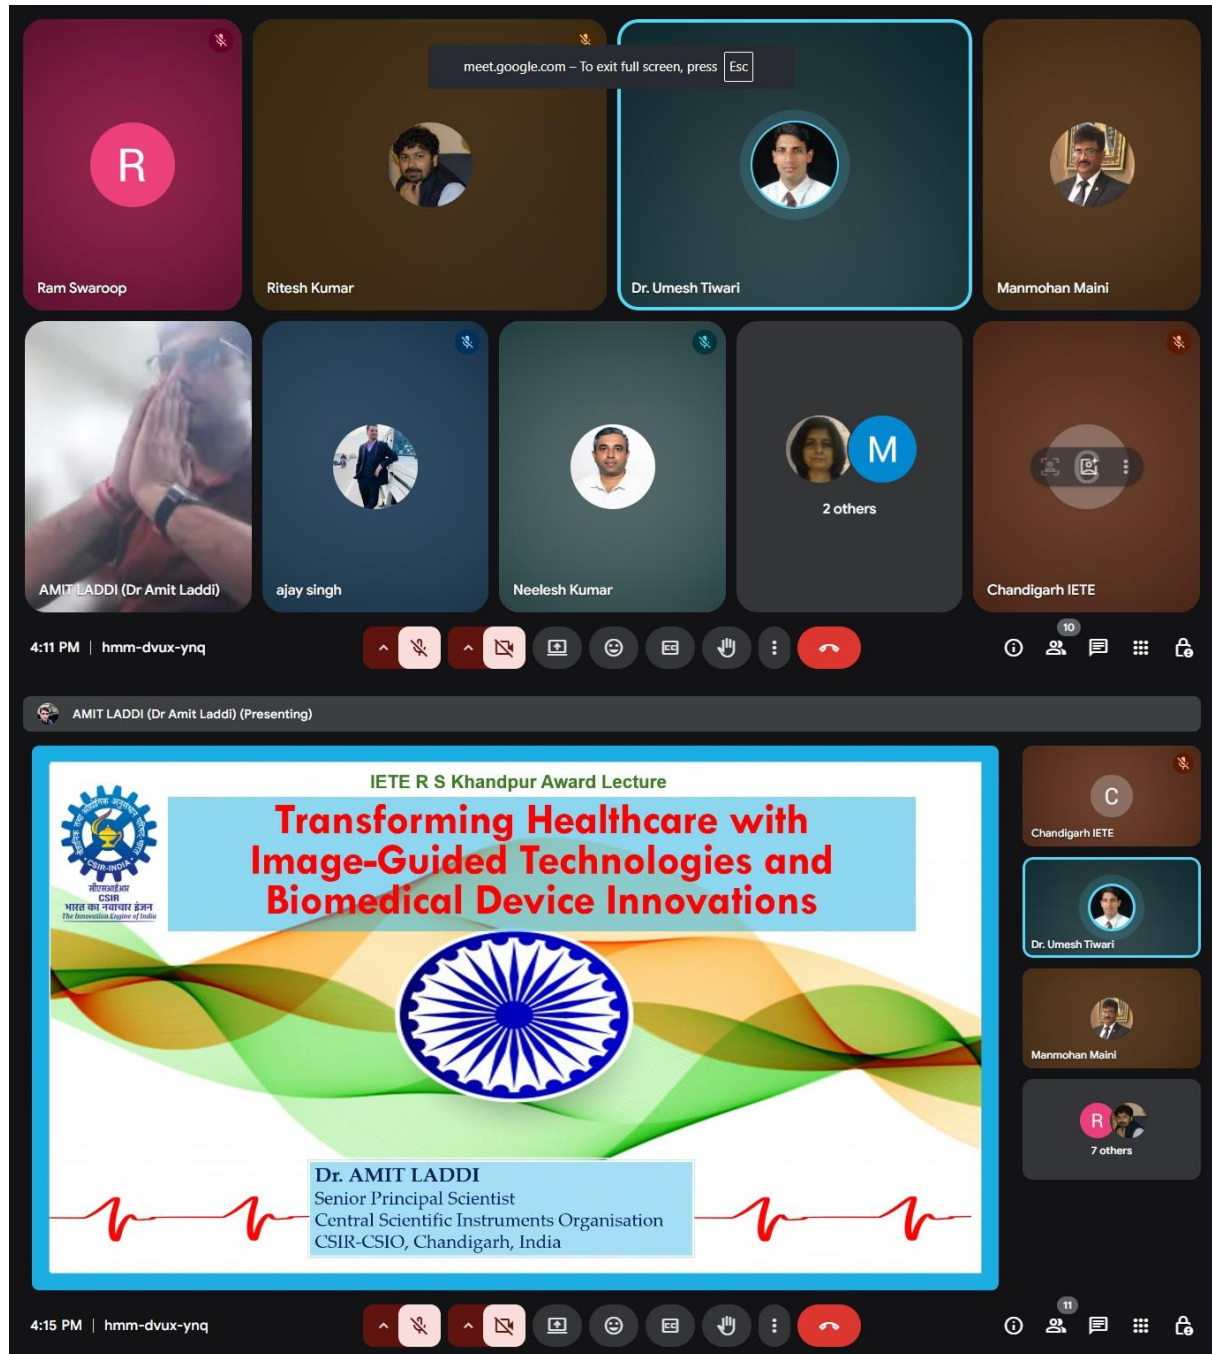 meet.google.com – To exit full screen, press Esc
R
Ram Swaroop
Ritesh Kumar
Dr. Umesh Tiwari
Manmohan Maini
AMIT LADDI (Dr Amit Laddi)
ajay singh
Neelesh Kumar
M
2 others
Chandigarh IETE
4:11 PM | hmm-dvux-ynq
10
AMIT LADDI (Dr Amit Laddi) (Presenting)
IETE R S Khandpur Award Lecture
Transforming Healthcare with
Image-Guided Technologies and
Biomedical Device Innovations
CSIR-INDIA
सीएसआईआर
CSIR
भारत का नवाचार इंजन
The Innovation Engine of India
Dr. AMIT LADDI
Senior Principal Scientist
Central Scientific Instruments Organisation
CSIR-CSIO, Chandigarh, India
C
Chandigarh IETE
Dr. Umesh Tiwari
Manmohan Maini
R
7 others
4:15 PM | hmm-dvux-ynq
11